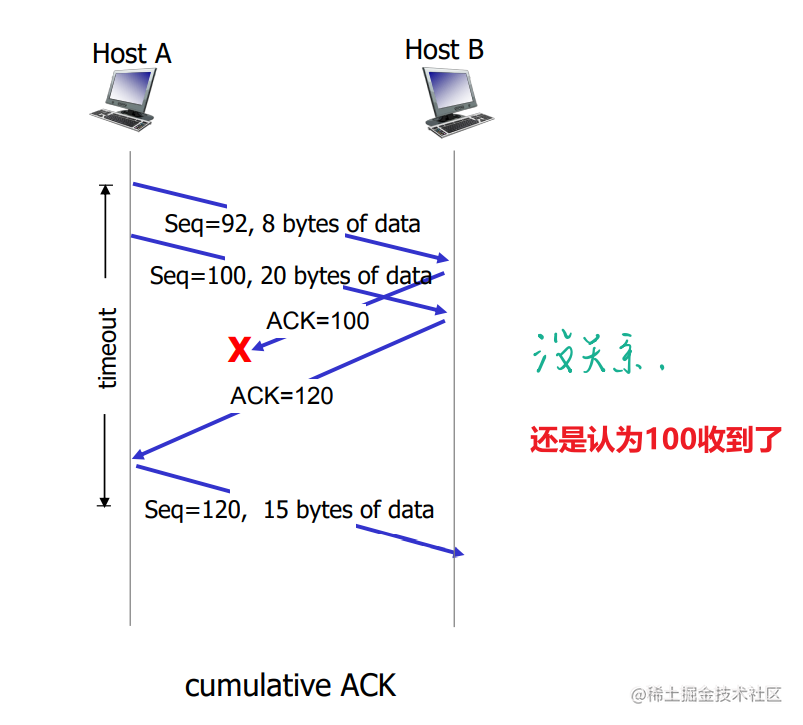 Host A
Host B
Seq=92, 8 bytes of data
Seq=100, 20 bytes of data
timeout
ACK=100
X
没关系.
ACK=120
还是认为100收到了
Seq=120, 15 bytes of data
cumulative ACK
@稀土掘金技术社区